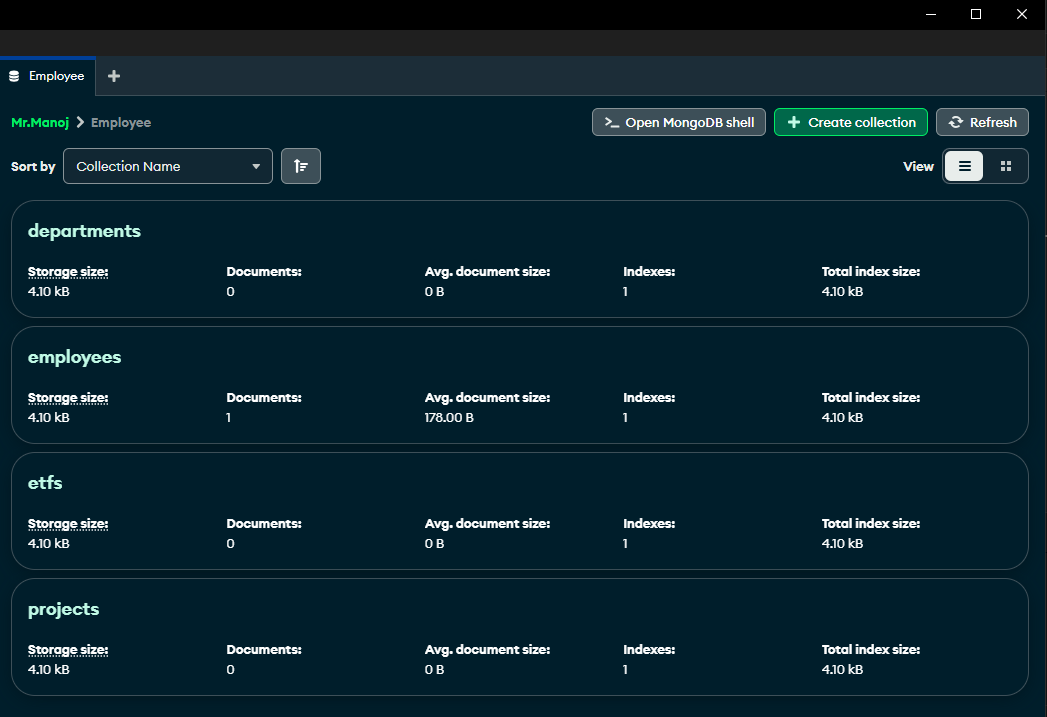 Employee
Mr.Manoj Employee
Open MongoDB shell Create collection Refresh
Sort by Collection Name View
departments
Storage size: Documents: Avg. document size: Indexes: Total index size:
4.10 kB 0 0 B 1 4.10 kB
employees
Storage size: Documents: Avg. document size: Indexes: Total index size:
4.10 kB 1 178.00 B 1 4.10 kB
etfs
Storage size: Documents: Avg. document size: Indexes: Total index size:
4.10 kB 0 0 B 1 4.10 kB
projects
Storage size: Documents: Avg. document size: Indexes: Total index size:
4.10 kB 0 0 B 1 4.10 kB